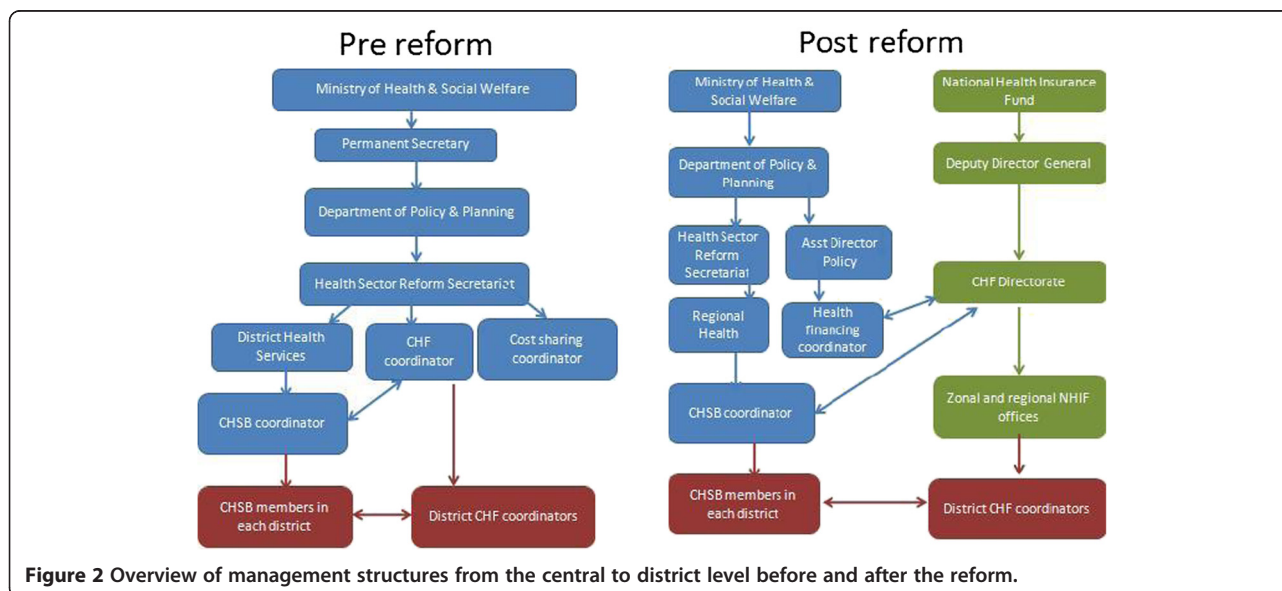 Pre reform
Ministry of Health & Social Welfare
Permanent Secretary
Department of Policy & Planning
Health Sector Reform Secretariat
District Health
Services
CHF
coordinator
Cost sharing
coordinator
CHSB coordinator
CHSB members in
each district
District CHF coordinators
Post reform
Ministry of Health &
Social Welfare
National Health Insurance
Fund
Department of Policy &
Planning
Deputy Director General
Health Sector
Reform
Secretariat
Asst Director
Policy
CHF Directorate
Regional
Health
Health
financing
coordinator
CHSB coordinator
Zonal and regional NHIF
offices
CHSB members in
each district
District CHF coordinators
Figure 2 Overview of management structures from the central to district level before and after the reform.